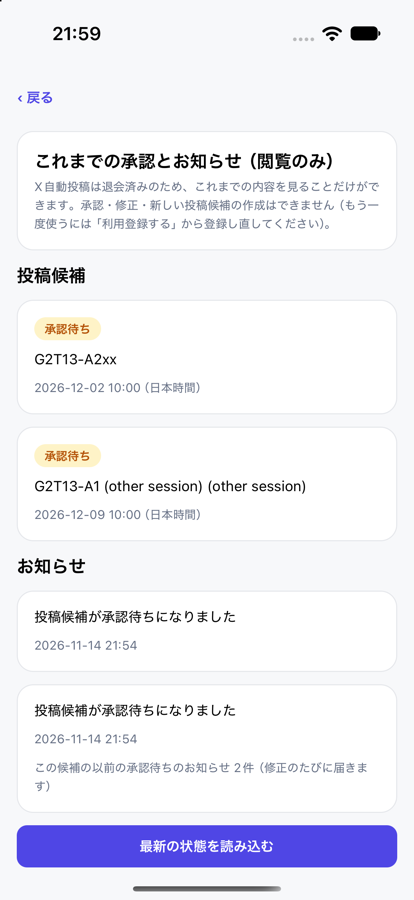 21:59
‹ 戻る
これまでの承認とお知らせ（閲覧のみ）
X 自動投稿は退会済みのため、これまでの内容を見ることだけがで
きます。承認・修正・新しい投稿候補の作成はできません（もう一
度使うには「利用登録する」から登録し直してください）。
投稿候補
承認待ち
G2T13-A2xx
2026-12-02 10:00（日本時間）
承認待ち
G2T13-A1 (other session) (other session)
2026-12-09 10:00（日本時間）
お知らせ
投稿候補が承認待ちになりました
2026-11-14 21:54
投稿候補が承認待ちになりました
2026-11-14 21:54
この候補の以前の承認待ちのお知らせ 2 件（修正のたびに届きま
す）
最新の状態を読み込む